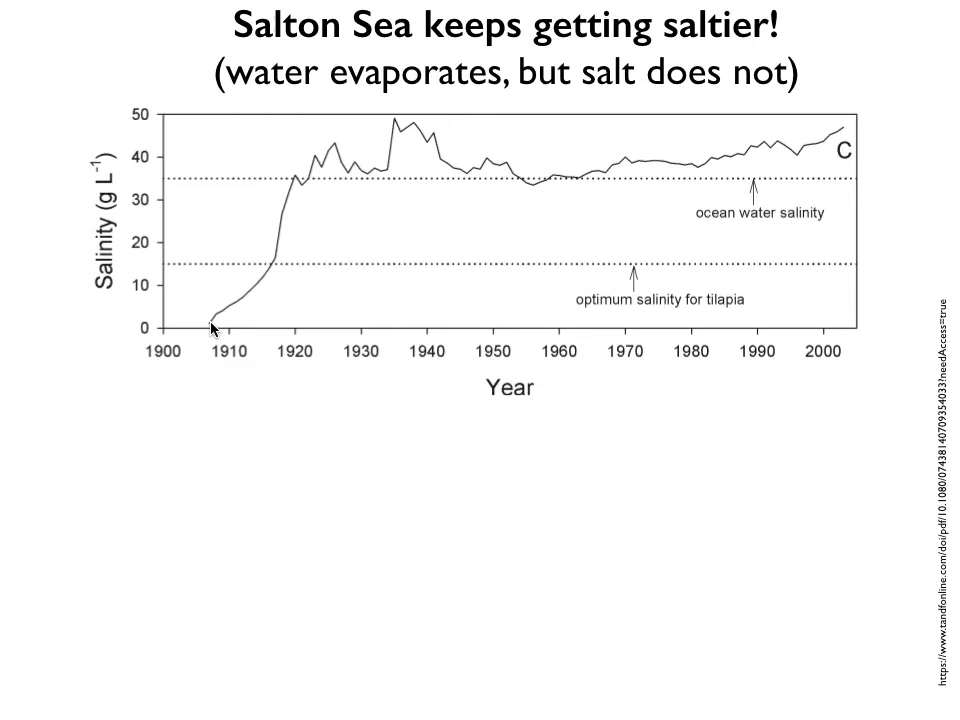 Salton Sea keeps getting saltier!
(water evaporates, but salt does not)
50
40
30
20
10
0
Salinity (g L⁻¹)
C
ocean water salinity
optimum salinity for tilapia
1900 1910 1920 1930 1940 1950 1960 1970 1980 1990 2000
Year
https://www.tandfonline.com/doi/pdf/10.1080/07438140709354033?needAccess=true